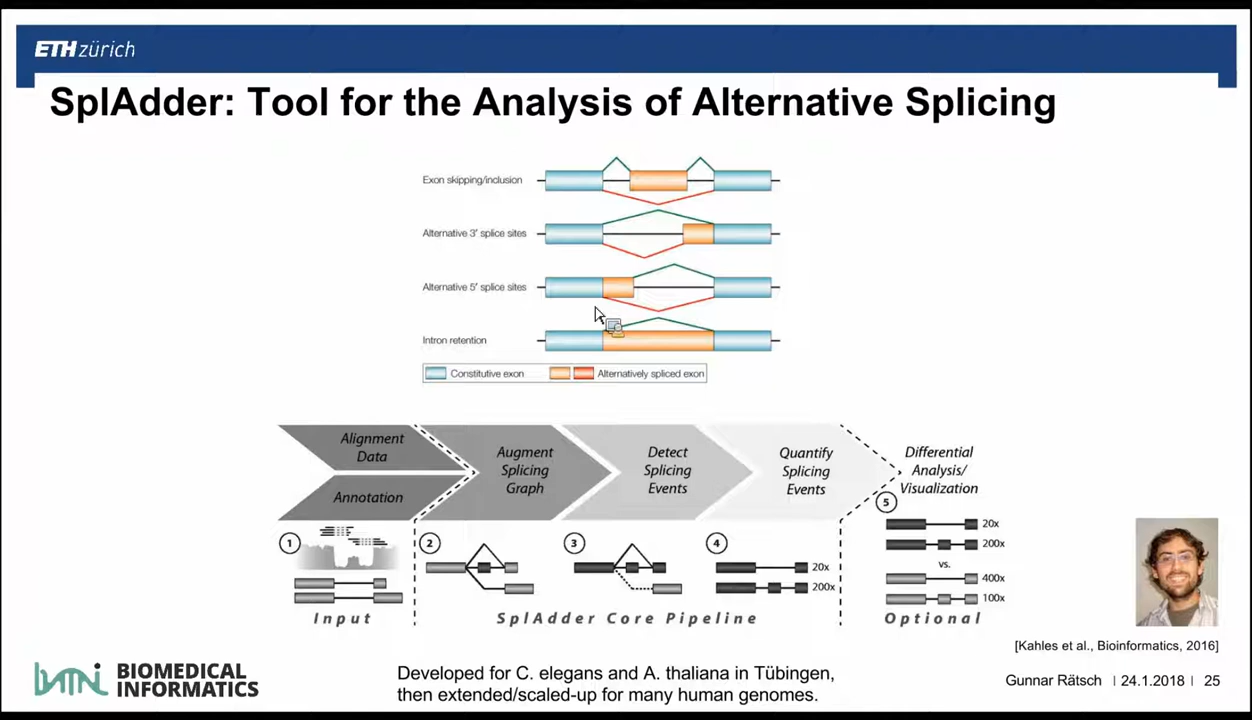 ETH zürich
SplAdder: Tool for the Analysis of Alternative Splicing
Exon skipping/inclusion
Alternative 3' splice sites
Alternative 5' splice sites
Intron retention
Constitutive exon
Alternatively spliced exon
Alignment
Data
Annotation
Augment
Splicing
Graph
Detect
Splicing
Events
Quantify
Splicing
Events
Differential
Analysis/
Visualization
1
2
3
4
5
20x
200x
20x
200x
vs.
400x
100x
Input
SplAdder Core Pipeline
Optional
[Kahles et al., Bioinformatics, 2016]
BIOMEDICAL
INFORMATICS
Developed for C. elegans and A. thaliana in Tübingen,
then extended/scaled-up for many human genomes.
Gunnar Rätsch | 24.1.2018 | 25